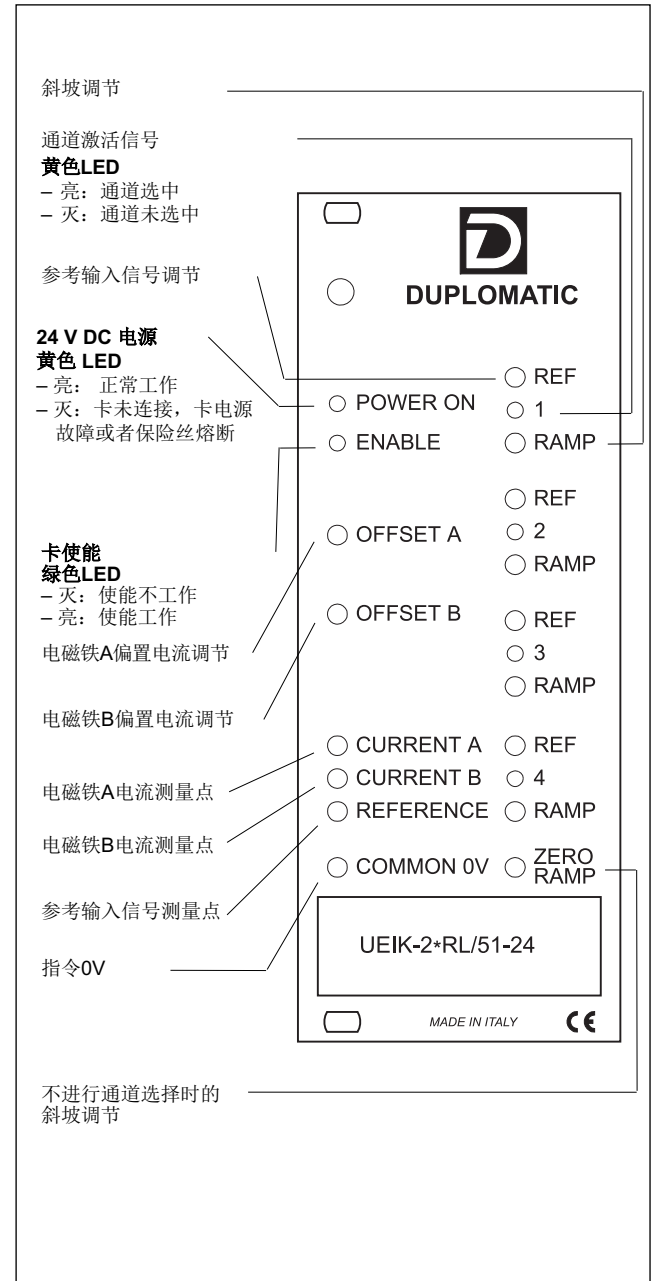 斜坡调节
通道激活信号
黄色LED
– 亮：通道选中
– 灭：通道未选中
参考输入信号调节
24 V DC 电源
黄色 LED
– 亮： 正常工作
– 灭：卡未连接，卡电源
故障或者保险丝熔断
卡使能
绿色LED
– 灭：使能不工作
– 亮：使能工作
电磁铁A偏置电流调节
电磁铁B偏置电流调节
电磁铁A电流测量点
电磁铁B电流测量点
参考输入信号测量点
指令0V
不进行通道选择时的
斜坡调节
DUPLOMATIC
POWER ON
ENABLE
OFFSET A
OFFSET B
CURRENT A
CURRENT B
REFERENCE
COMMON 0V
REF
1
RAMP
REF
2
RAMP
REF
3
RAMP
REF
4
RAMP
ZERO
RAMP
UEIK-2*RL/51-24
MADE IN ITALY
CE